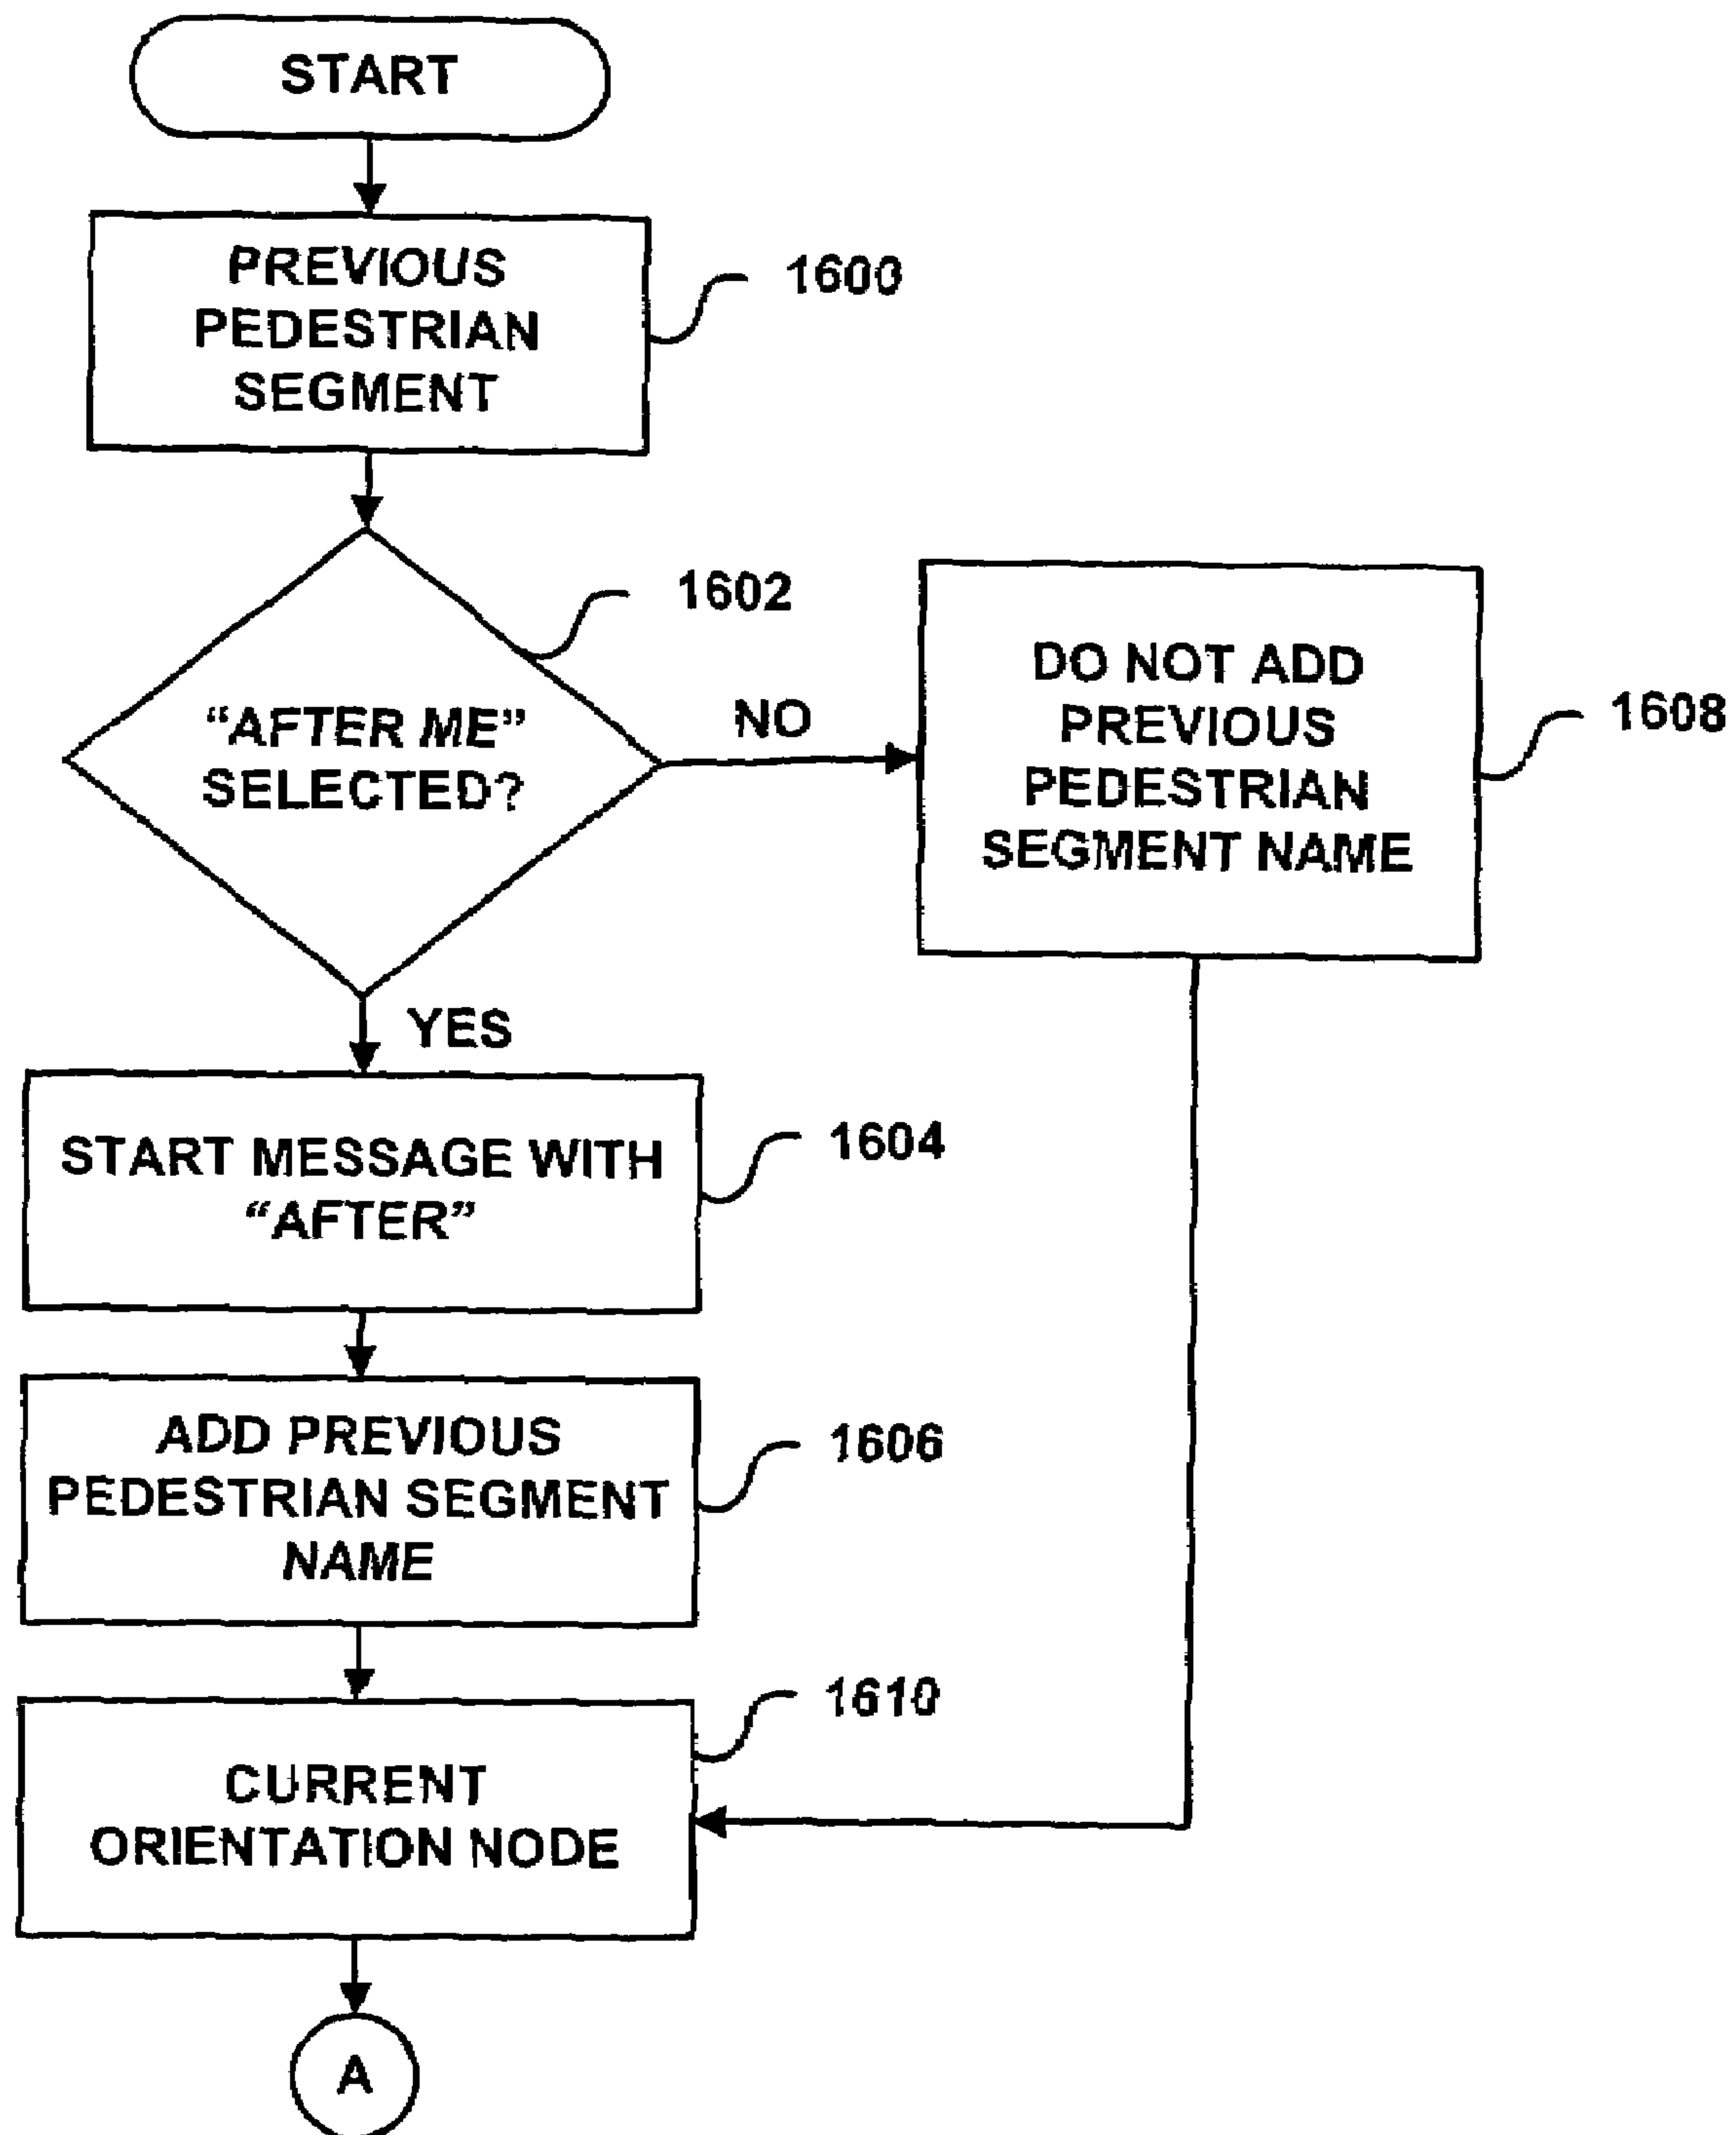 START
PREVIOUS
PEDESTRIAN
SEGMENT
1600
1602
“AFTER ME”
SELECTED?
NO
DO NOT ADD
PREVIOUS
PEDESTRIAN
SEGMENT NAME
1608
YES
START MESSAGE WITH
“AFTER”
1604
ADD PREVIOUS
PEDESTRIAN SEGMENT
NAME
1606
1610
CURRENT
ORIENTATION NODE
A